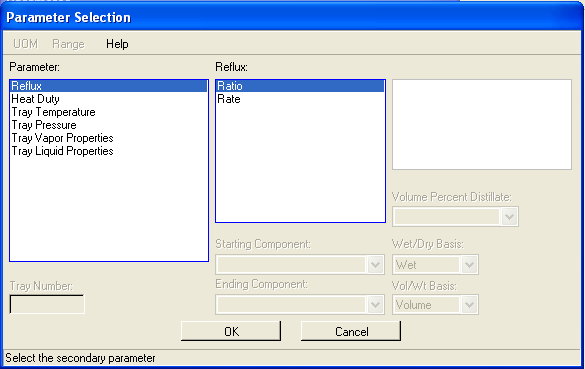 Parameter Selection
UOM Range Help
Parameter:
Reflux:
Reflux
Heat Duty
Tray Temperature
Tray Pressure
Tray Vapor Properties
Tray Liquid Properties
Ratio
Rate
Volume Percent Distillate:
Starting Component:
Wet/Dry Basis:
Wet
Tray Number:
Ending Component:
Vol/Wt Basis:
Volume
OK
Cancel
Select the secondary parameter